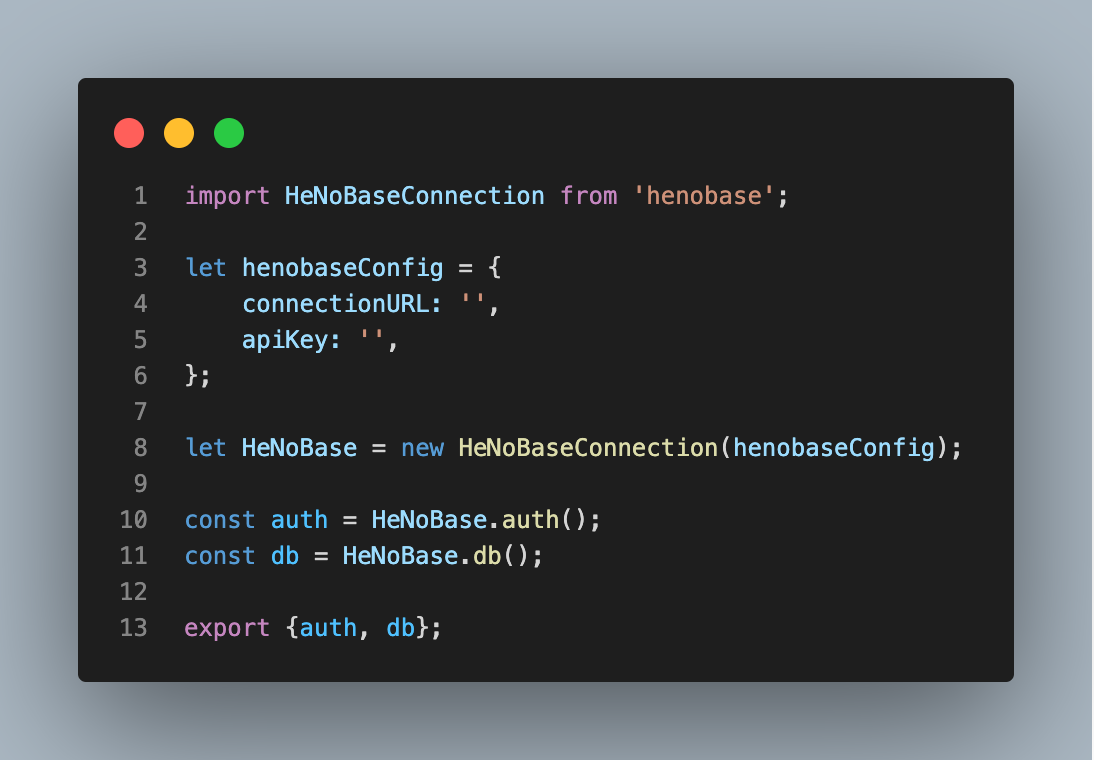 1 import HeNoBaseConnection from 'henobase';
2
3 let henobaseConfig = {
4     connectionURL: '',
5     apiKey: '',
6 };
7
8 let HeNoBase = new HeNoBaseConnection(henobaseConfig);
9
10 const auth = HeNoBase.auth();
11 const db = HeNoBase.db();
12
13 export {auth, db};